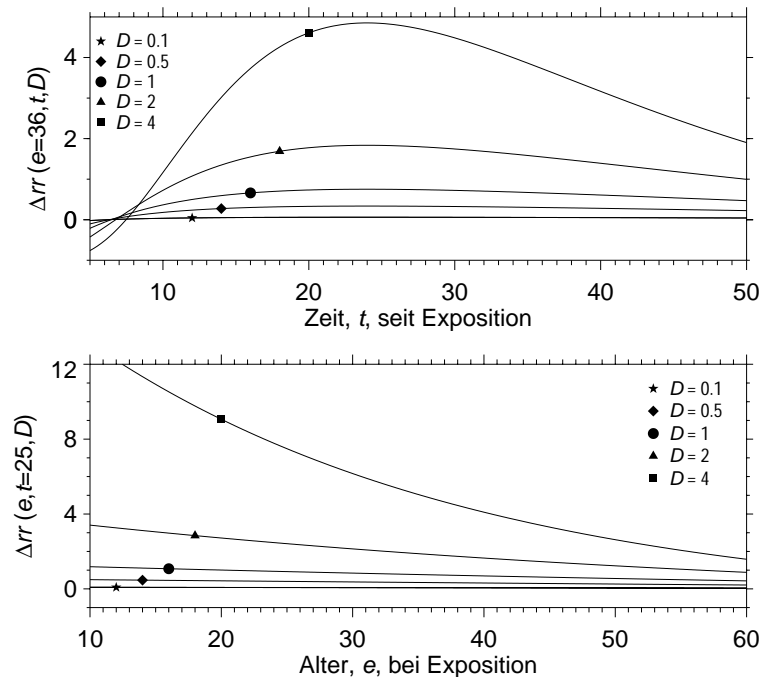 Δrr (e=36,t,D)
4
2
0
D = 0.1
D = 0.5
D = 1
D = 2
D = 4
10 20 30 40 50
Zeit, t, seit Exposition
Δrr (e,t=25,D)
12
8
4
0
D = 0.1
D = 0.5
D = 1
D = 2
D = 4
10 20 30 40 50 60
Alter, e, bei Exposition